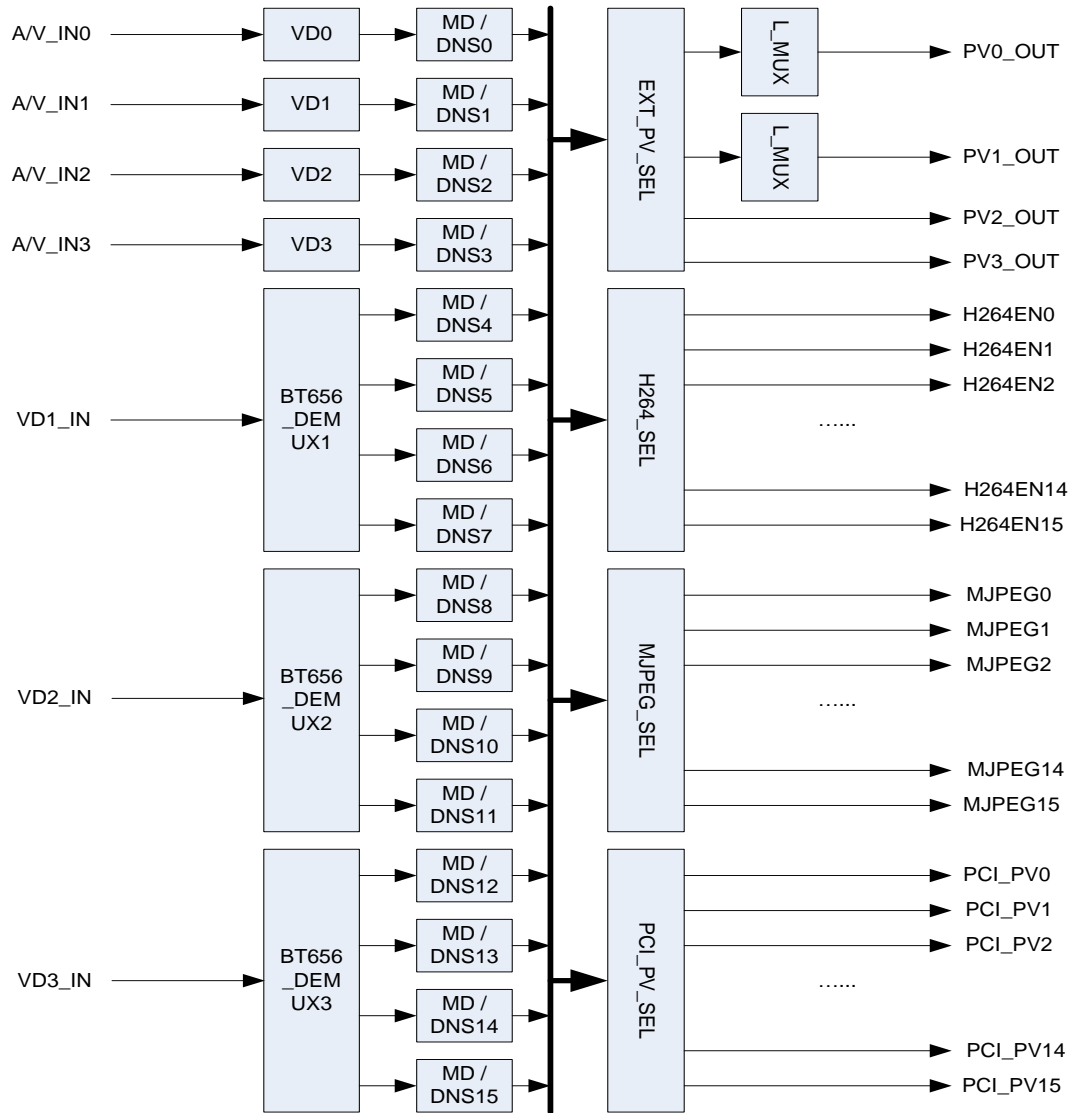 A/V_IN0
VD0
MD /
DNS0
A/V_IN1
VD1
MD /
DNS1
A/V_IN2
VD2
MD /
DNS2
A/V_IN3
VD3
MD /
DNS3
VD1_IN
BT656
_DEM
UX1
MD /
DNS4
MD /
DNS5
MD /
DNS6
MD /
DNS7
VD2_IN
BT656
_DEM
UX2
MD /
DNS8
MD /
DNS9
MD /
DNS10
MD /
DNS11
VD3_IN
BT656
_DEM
UX3
MD /
DNS12
MD /
DNS13
MD /
DNS14
MD /
DNS15
EXT_PV_SEL
L_MUX
PV0_OUT
L_MUX
PV1_OUT
PV2_OUT
PV3_OUT
H264_SEL
H264EN0
H264EN1
H264EN2
…...
H264EN14
H264EN15
MJPEG_SEL
MJPEG0
MJPEG1
MJPEG2
…...
MJPEG14
MJPEG15
PCI_PV_SEL
PCI_PV0
PCI_PV1
PCI_PV2
…...
PCI_PV14
PCI_PV15